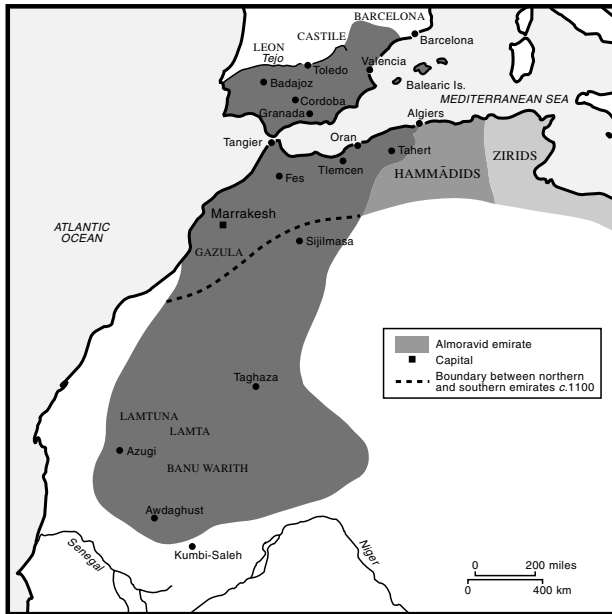 BARCELONA
CASTILE
LEON
Tejo
Barcelona
Toledo
Valencia
Badajoz
Balearic Is.
Cordoba
MEDITERRANEAN SEA
Granada
Algiers
Tangier
Oran
Tahert
ZIRIDS
Tlemcen
HAMMĀDIDS
Fes
Marrakesh
ATLANTIC
OCEAN
Sijilmasa
GAZULA
Almoravid emirate
Capital
Boundary between northern
and southern emirates c.1100
Taghaza
LAMTUNA
LAMTA
Azugi
BANU WARITH
Awdaghust
Senegal
Kumbi-Saleh
Niger
0 200 miles
0 400 km